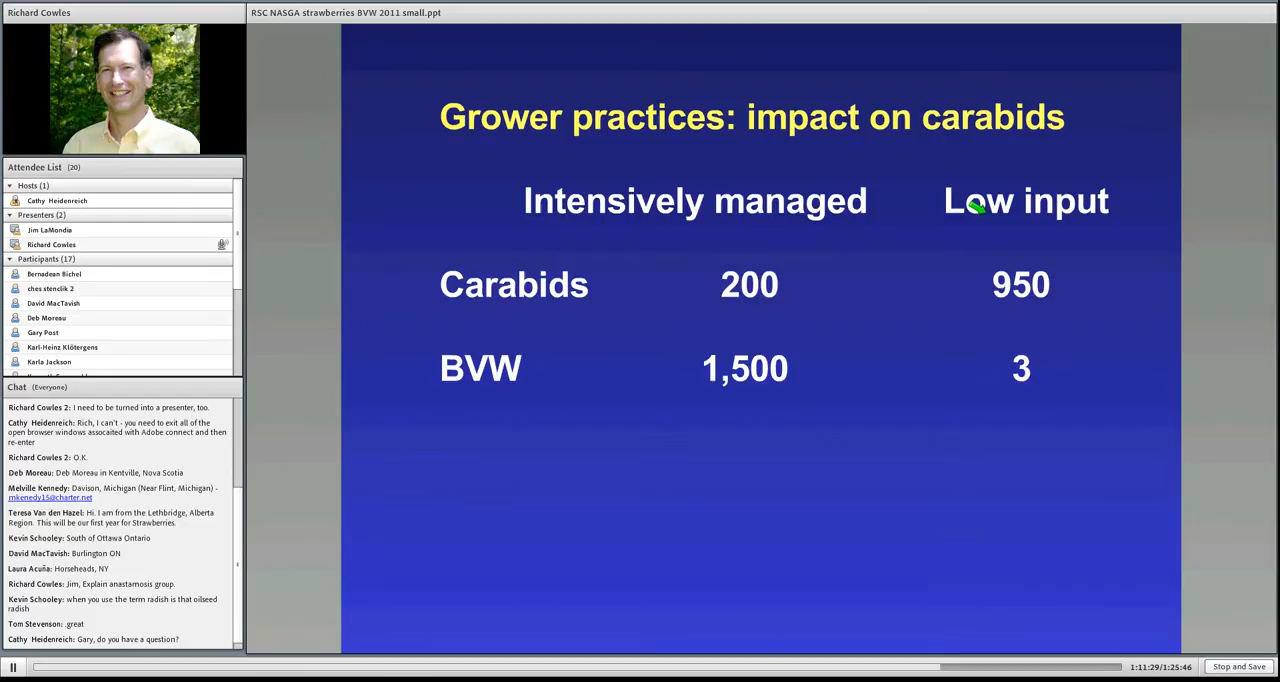 Richard Cowles
RSC NASGA strawberries BVW 2011 small.ppt
Attendee List (20)
Hosts (1)
Cathy Heidenreich
Presenters (2)
Jim LaMondia
Richard Cowles
Participants (17)
Bernadean Bichel
ches stenclik 2
David MacTavish
Deb Moreau
Gary Post
Karl-Heinz Klötergens
Karla Jackson
Chat (Everyone)
Richard Cowles 2: I need to be turned into a presenter, too.
Cathy Heidenreich: Rich, I can't - you need to exit all of the
open browser windows assocaited with Adobe connect and then
re-enter
Richard Cowles 2: O.K.
Deb Moreau: Deb Moreau in Kentville, Nova Scotia
Melville Kennedy: Davison, Michigan (Near Flint, Michigan) -
mkenedy15@charter.net
Teresa Van den Hazel: Hi. I am from the Lethbridge, Alberta
Region. This will be our first year for Strawberries.
Kevin Schooley: South of Ottawa Ontario
David MacTavish: Burlington ON
Laura Acuña: Horseheads, NY
Richard Cowles: Jim, Explain anastamosis group.
Kevin Schooley: when you use the term radish is that oilseed
radish
Tom Stevenson: .great
Cathy Heidenreich: Gary, do you have a question?
Grower practices: impact on carabids
Intensively managed Low input
Carabids 200 950
BVW 1,500 3
1:11:29/1:25:46
Stop and Save